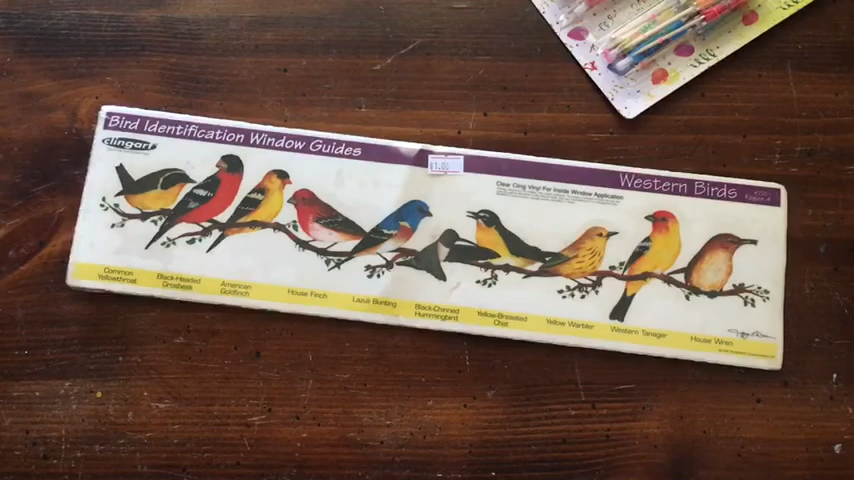 Bird Identification Window Guides
clingart
$1.00
Clear Cling Vinyl For Inside Window Application
Western Birds
Common
Yellowthroat
Black-Headed
Grosbeak
American
Goldfinch
House Finch
Lazuli Bunting
Black-Chinned
Hummingbird
Yellow-Breasted
Chat
Yellow Warbler
Western Tanager
House Wren